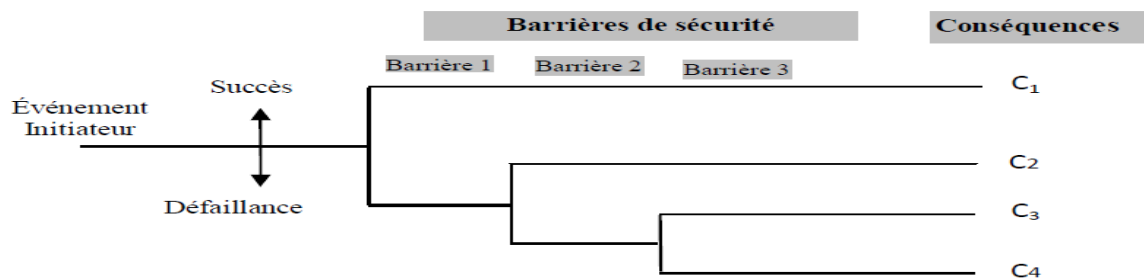 Barrières de sécurité
Conséquences
Barrière 1
Barrière 2
Barrière 3
Succès
C₁
Événement
Initiateur
C2
Défaillance
C₃
C4